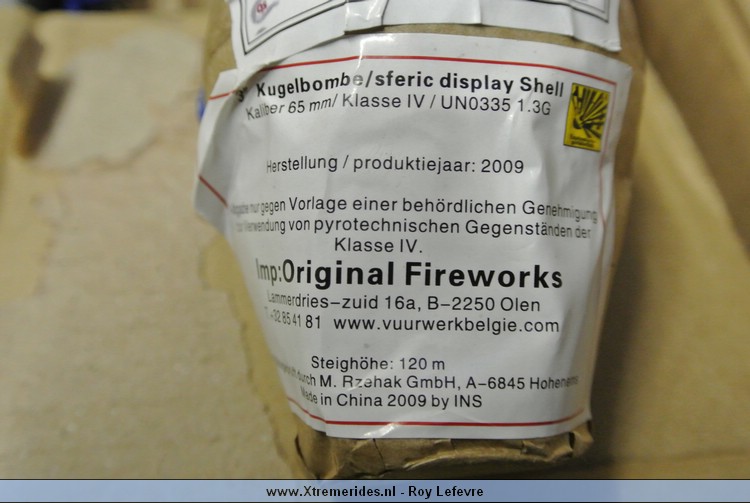 3" Kugelbombe/sferic display Shell
Kaliber 65 mm/ Klasse IV / UN0335 1.3G
Herstellung / produktiejaar: 2009
nur gegen Vorlage einer behördlichen Genehmigung
Verwendung von pyrotechnischen Gegenständen der
Klasse IV.
Imp:Original Fireworks
Lammerdries-zuid 16a, B-2250 Olen
+32 85 41 81 www.vuurwerkbelgie.com
Steighöhe: 120 m
durch M. Rzehak GmbH, A-6845 Hohenems
Made in China 2009 by INS
www.Xtremerides.nl - Roy Lefevre